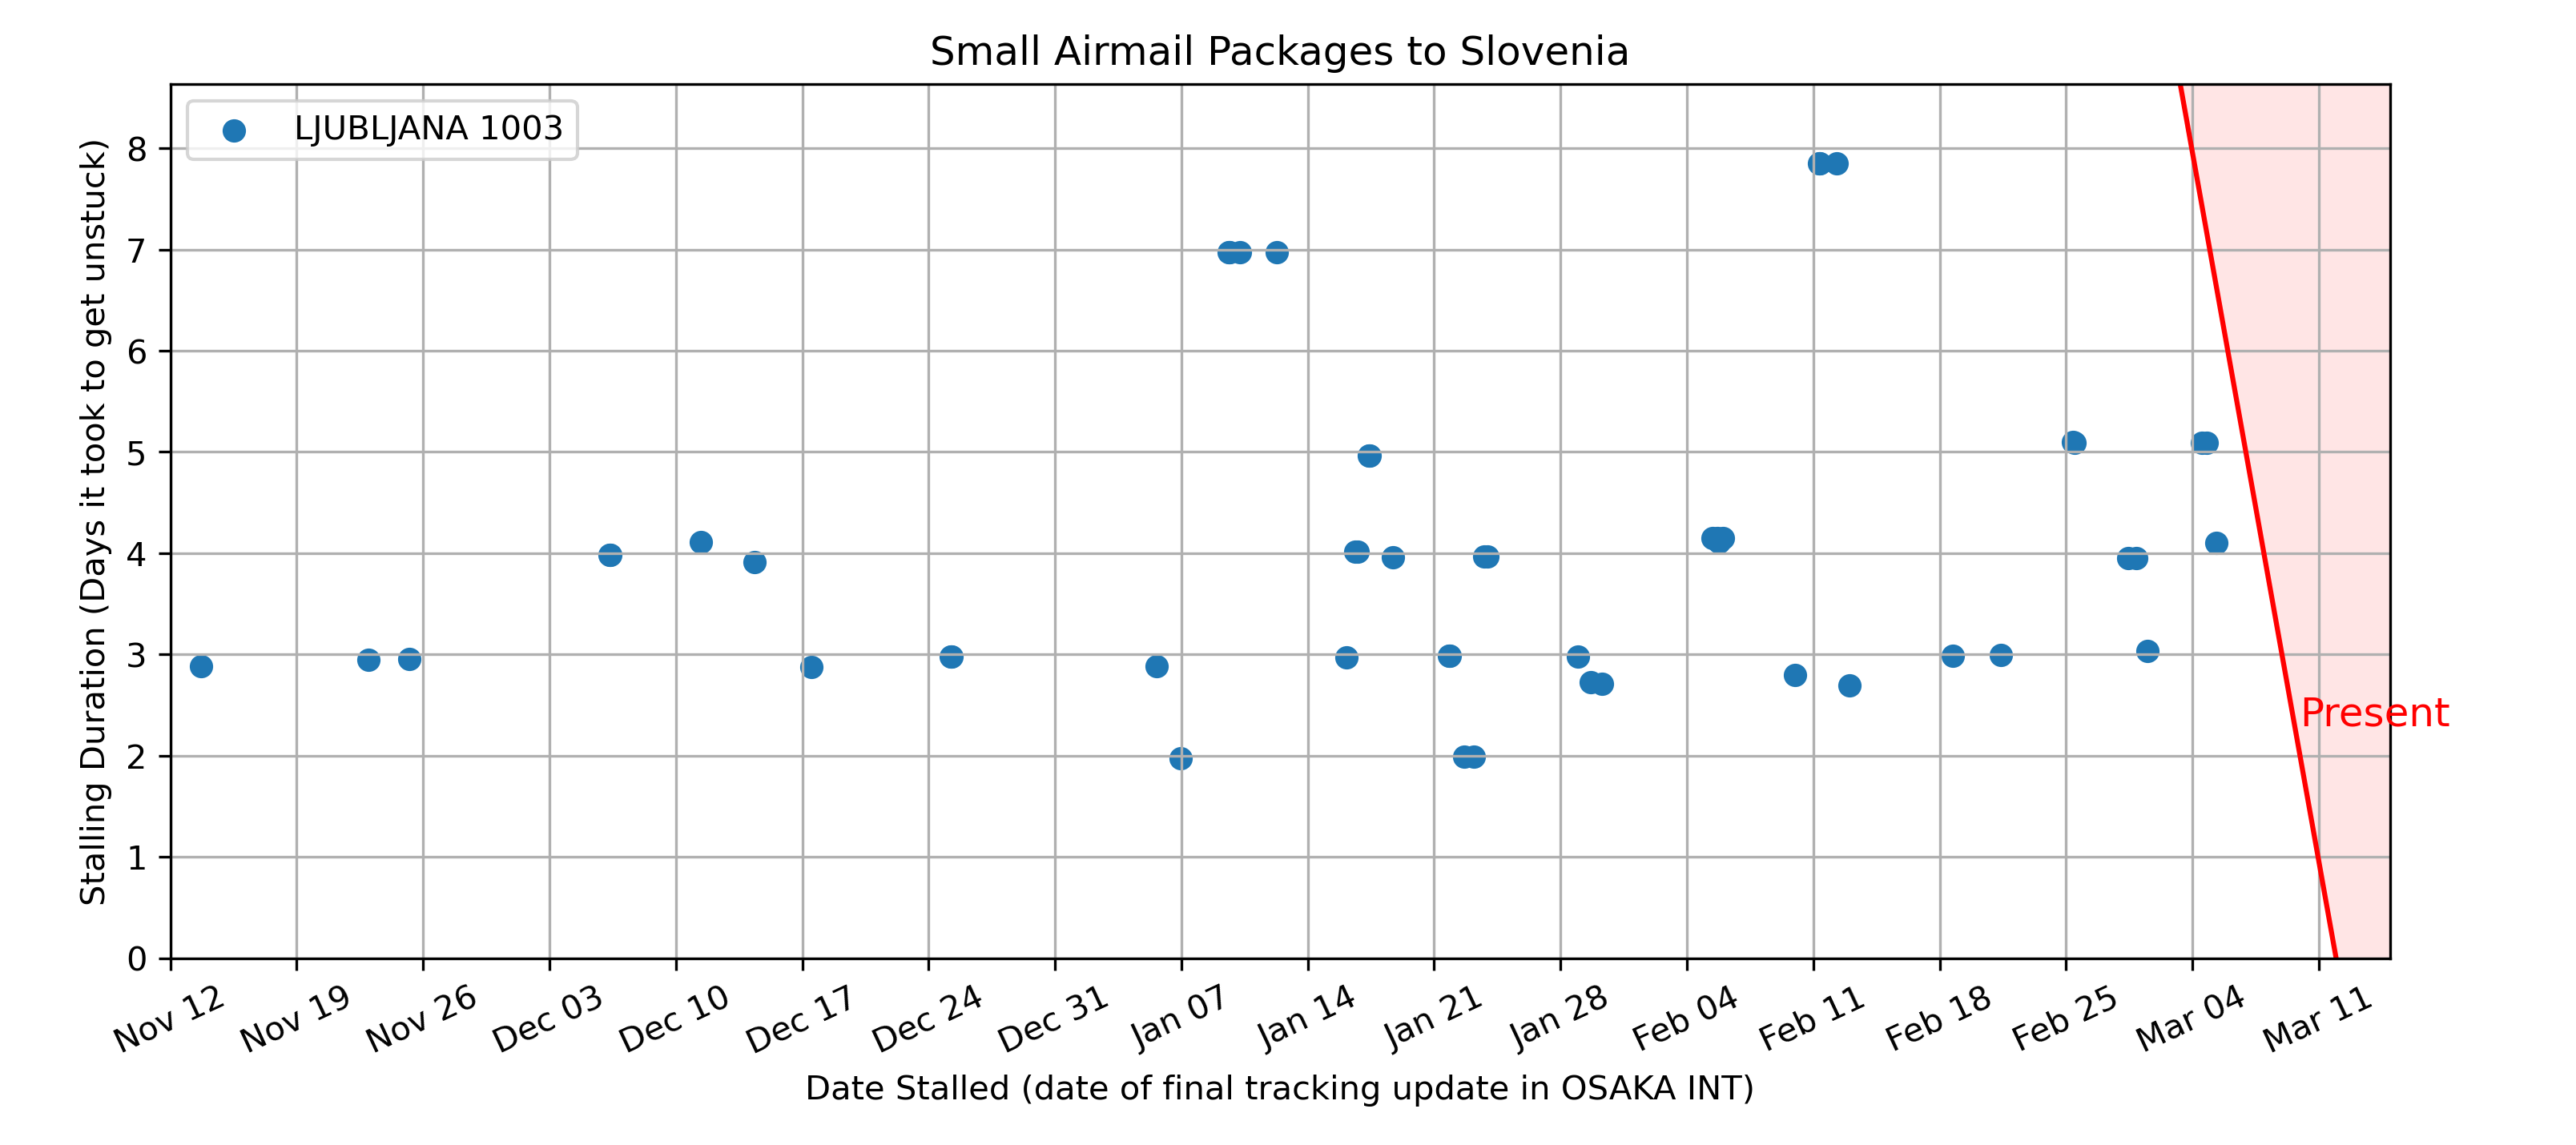 Small Airmail Packages to Slovenia
LJUBLJANA 1003
Stalling Duration (Days it took to get unstuck)
8
7
6
5
4
3
2
1
0
Present
Nov 12
Nov 19
Nov 26
Dec 03
Dec 10
Dec 17
Dec 24
Dec 31
Jan 07
Jan 14
Jan 21
Jan 28
Feb 04
Feb 11
Feb 18
Feb 25
Mar 04
Mar 11
Date Stalled (date of final tracking update in OSAKA INT)